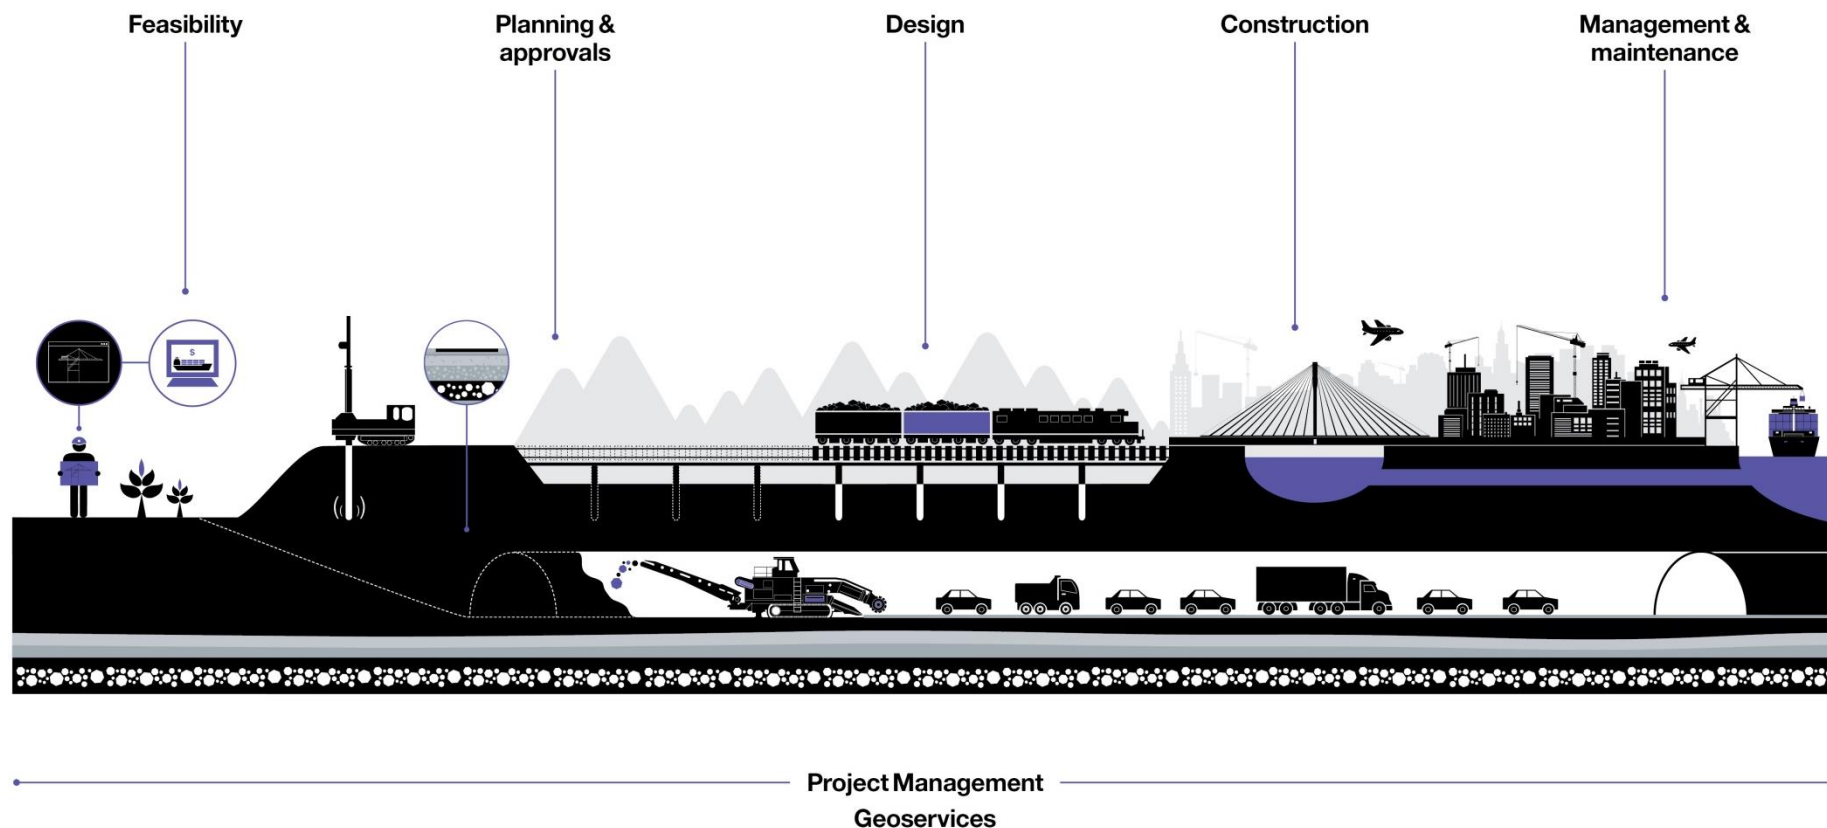 Feasibility
Planning &
approvals
Design
Construction
Management &
maintenance
$
Project Management
Geoservices